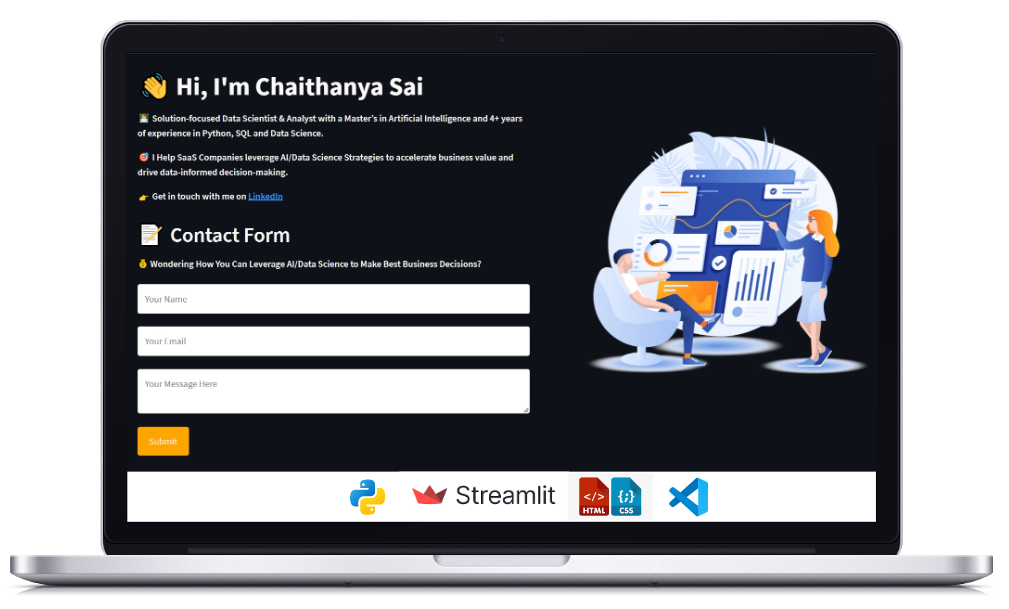 👋 Hi, I'm Chaithanya Sai
Solution-focused Data Scientist & Analyst with a Master's in Artificial Intelligence and 4+ years
of experience in Python, SQL and Data Science.
🎯 I Help SaaS Companies leverage AI/Data Science Strategies to accelerate business value and
drive data-informed decision-making.
👉 Get in touch with me on LinkedIn
📝 Contact Form
💰 Wondering How You Can Leverage AI/Data Science to Make Best Business Decisions?
Your Name
Your Email
Your Message Here
Submit
Streamlit
</> HTML
{;} CSS